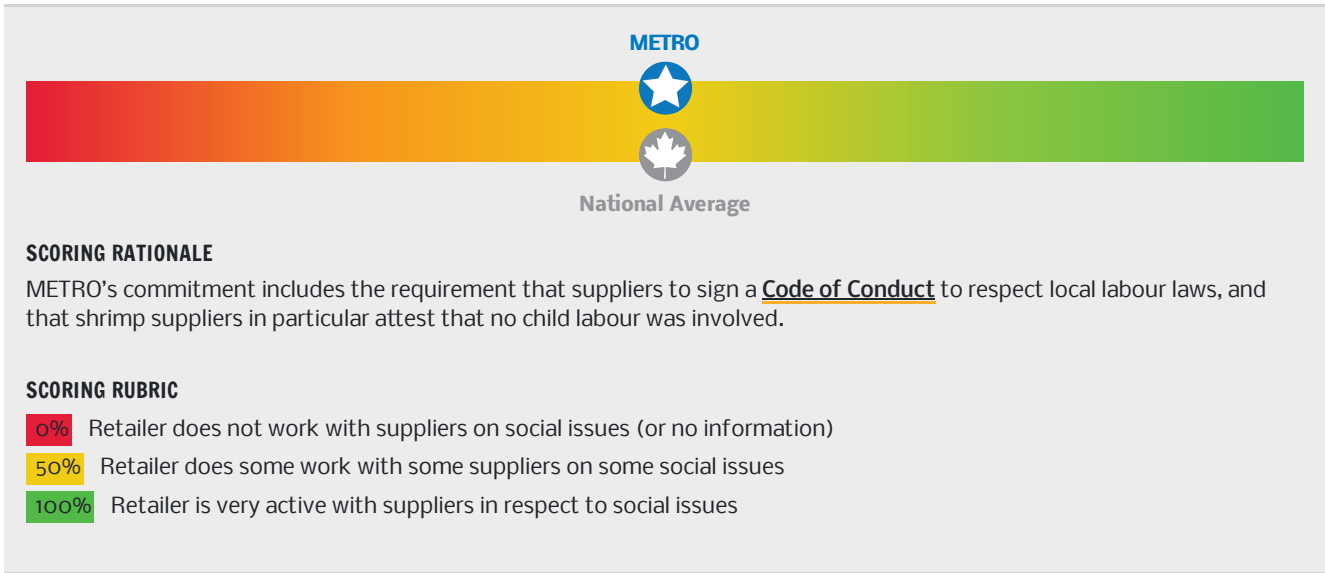 METRO
National Average
SCORING RATIONALE
METRO's commitment includes the requirement that suppliers to sign a Code of Conduct to respect local labour laws, and
that shrimp suppliers in particular attest that no child labour was involved.
SCORING RUBRIC
0% Retailer does not work with suppliers on social issues (or no information)
50% Retailer does some work with some suppliers on some social issues
100% Retailer is very active with suppliers in respect to social issues